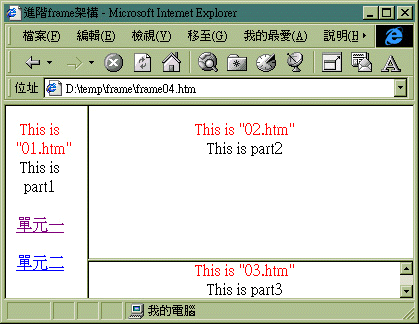 進階frame架構 - Microsoft Internet Explorer
檔案(F) 編輯(E) 檢視(V) 移至(G) 我的最愛(A) 說明(H)
位址 D:\temp\frame\frame04.htm
This is
"01.htm"
This is
part1
單元一
單元二
This is "02.htm"
This is part2
This is "03.htm"
This is part3
我的電腦